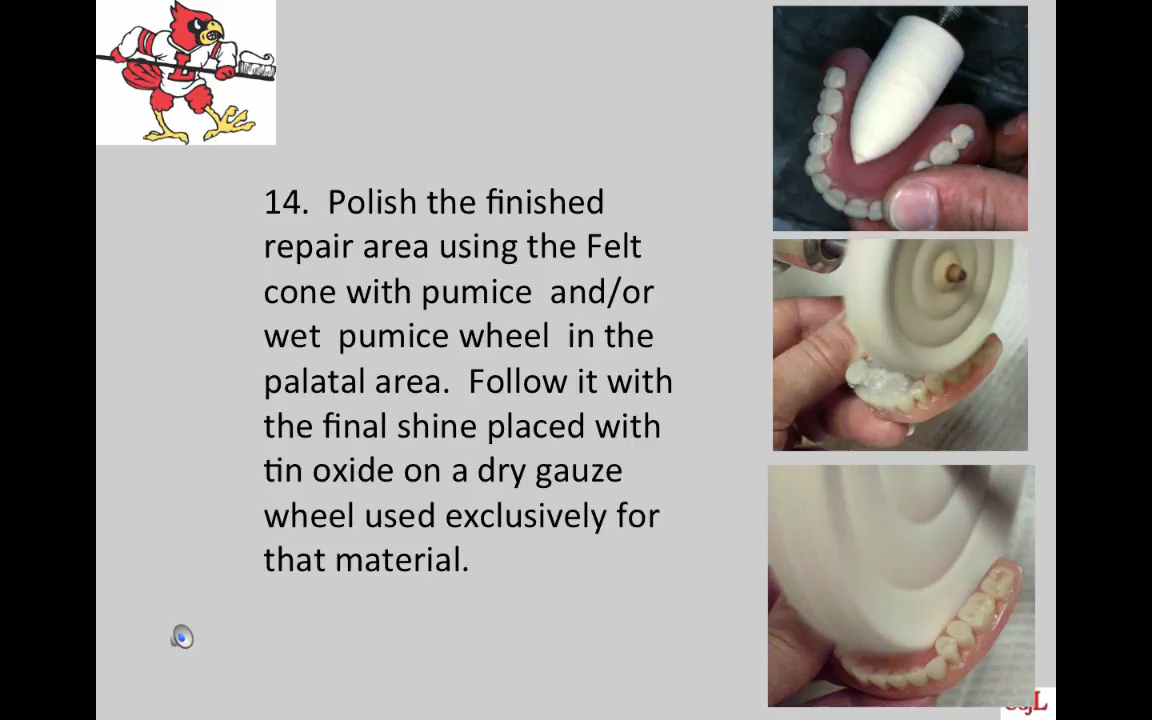 14. Polish the finished
repair area using the Felt
cone with pumice and/or
wet pumice wheel in the
palatal area. Follow it with
the final shine placed with
tin oxide on a dry gauze
wheel used exclusively for
that material.
L